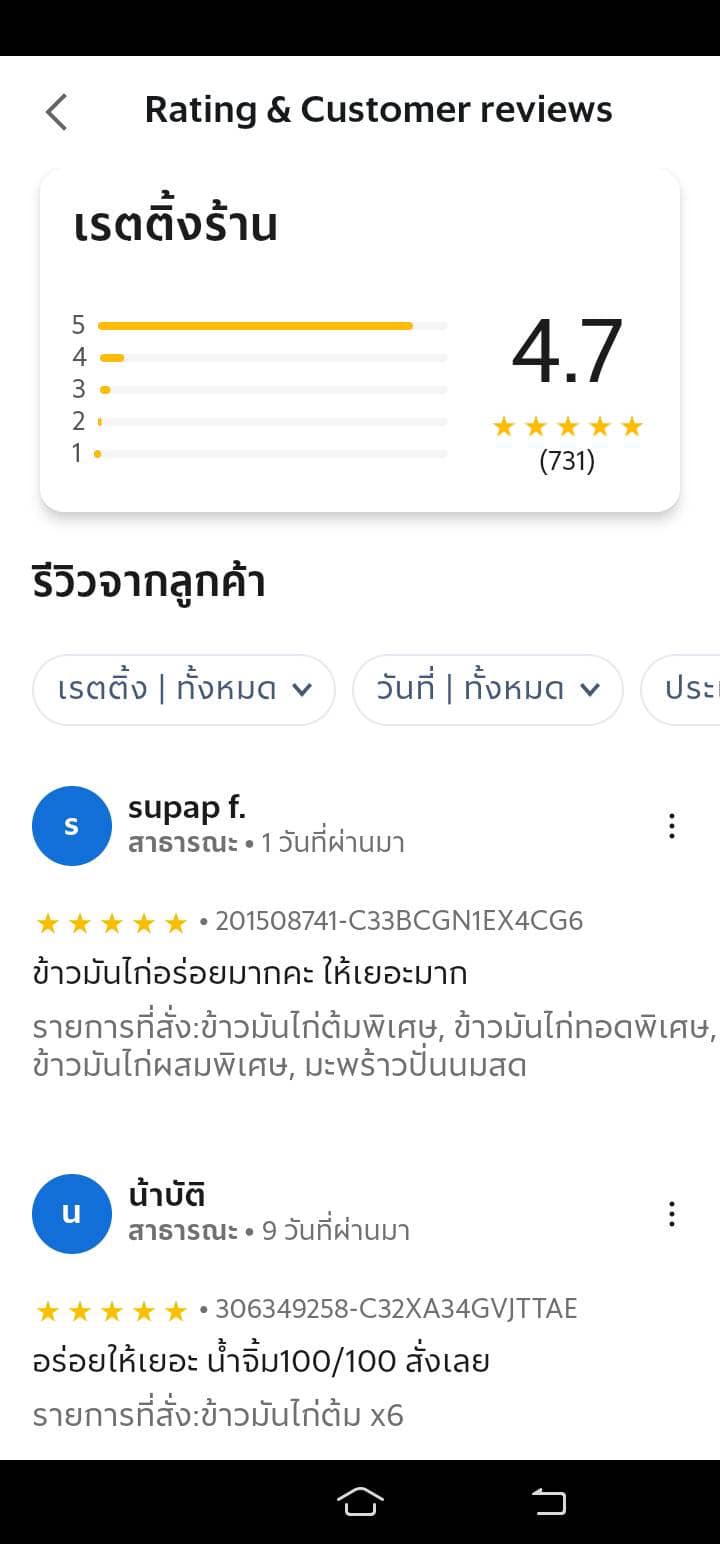 Rating & Customer reviews
เรตติ้งร้าน
5
4
3
2
1
4.7
(731)
รีวิวจากลูกค้า
เรตติ้ง | ทั้งหมด
วันที่ | ทั้งหมด
s
supap f.
สาธารณะ • 1 วันที่ผ่านมา
• 201508741-C33BCGN1EX4CG6
ข้าวมันไก่อร่อยมากคะ ให้เยอะมาก
รายการที่สั่ง:ข้าวมันไก่ต้มพิเศษ, ข้าวมันไก่ทอดพิเศษ,
ข้าวมันไก่ผสมพิเศษ, มะพร้าวปั่นนมสด
น
น้าบัติ
สาธารณะ • 9 วันที่ผ่านมา
• 306349258-C32XA34GVJTTAE
อร่อยให้เยอะ น้ำจิ้ม100/100 สั่งเลย
รายการที่สั่ง:ข้าวมันไก่ต้ม x6